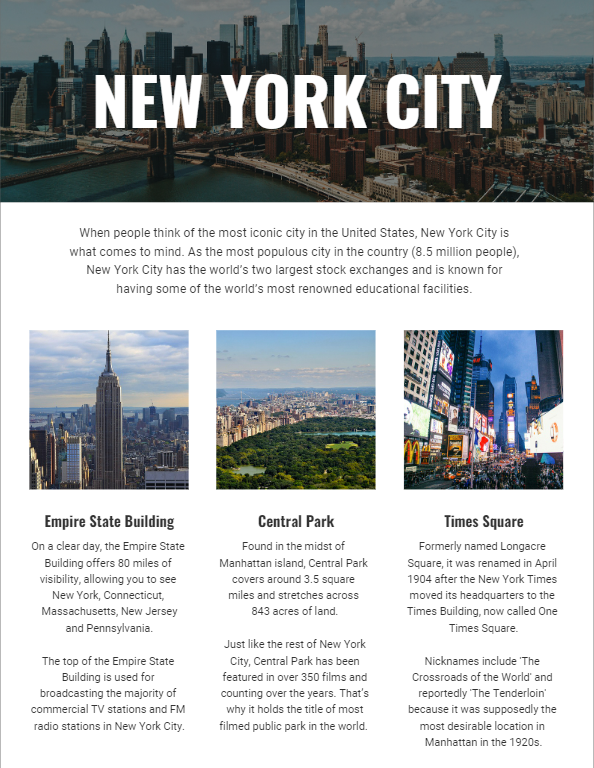 NEW YORK CITY
When people think of the most iconic city in the United States, New York City is
what comes to mind. As the most populous city in the country (8.5 million people),
New York City has the world's two largest stock exchanges and is known for
having some of the world's most renowned educational facilities.
Empire State Building
On a clear day, the Empire State
Building offers 80 miles of
visibility, allowing you to see
New York, Connecticut,
Massachusetts, New Jersey
and Pennsylvania.
The top of the Empire State
Building is used for
broadcasting the majority of
commercial TV stations and FM
radio stations in New York City.
Central Park
Found in the midst of
Manhattan island, Central Park
covers around 3.5 square
miles and stretches across
843 acres of land.
Just like the rest of New York
City, Central Park has been
featured in over 350 films and
counting over the years. That's
why it holds the title of most
filmed public park in the world.
Times Square
Formerly named Longacre
Square, it was renamed in April
1904 after the New York Times
moved its headquarters to the
Times Building, now called One
Times Square.
Nicknames include 'The
Crossroads of the World' and
reportedly 'The Tenderloin'
because it was supposedly the
most desirable location in
Manhattan in the 1920s.